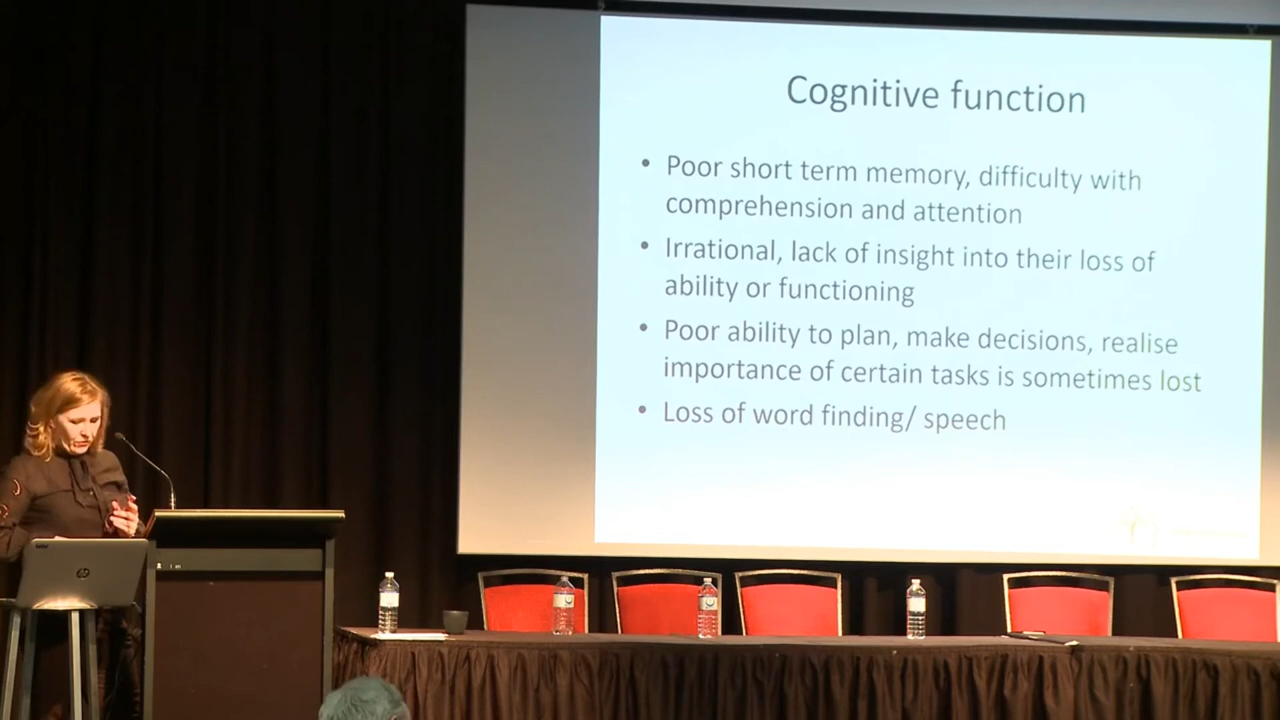 Cognitive function
• Poor short term memory, difficulty with
comprehension and attention
• Irrational, lack of insight into their loss of
ability or functioning
• Poor ability to plan, make decisions, realise
importance of certain tasks is sometimes lost
• Loss of word finding/ speech
hp